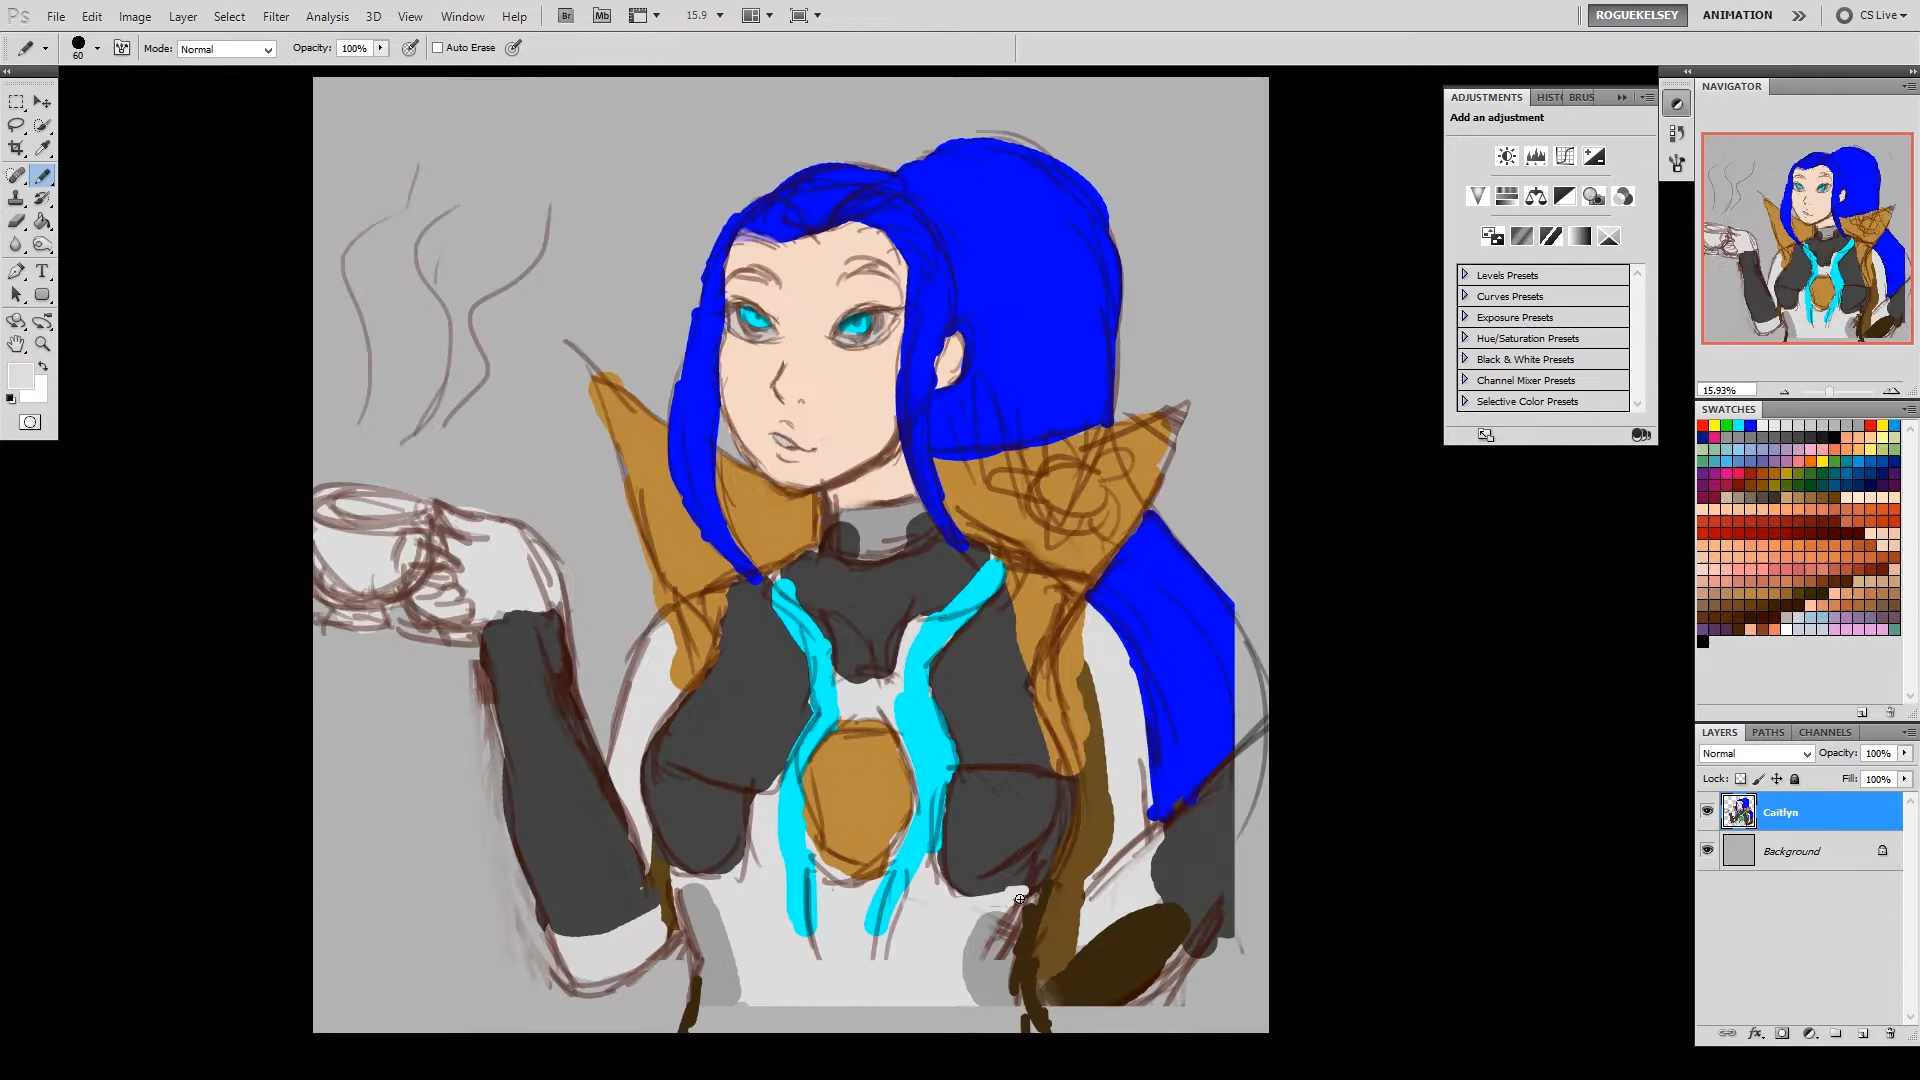 Ps File Edit Image Layer Select Filter Analysis 3D View Window Help Br Mb 15.9 ROGUEKELSEY ANIMATION CS Live
60 Mode: Normal Opacity: 100% Auto Erase
ADJUSTMENTS HIST BRUS
Add an adjustment
Levels Presets
Curves Presets
Exposure Presets
Hue/Saturation Presets
Black & White Presets
Channel Mixer Presets
Selective Color Presets
NAVIGATOR
15.93%
SWATCHES
LAYERS PATHS CHANNELS
Normal Opacity: 100%
Lock: Fill: 100%
Caitlyn
Background
T
fx